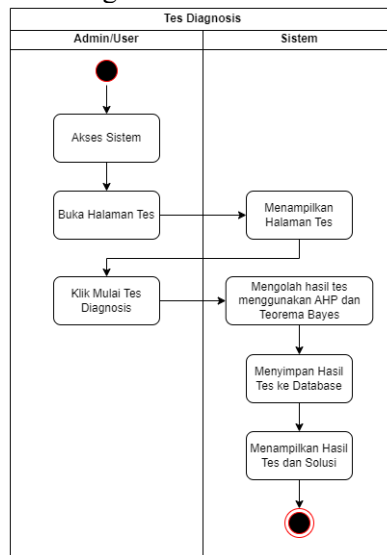 Tes Diagnosis
Admin/User
Sistem
Akses Sistem
Buka Halaman Tes
Menampilkan
Halaman Tes
Klik Mulai Tes
Diagnosis
Mengolah hasil tes
menggunakan AHP dan
Teorema Bayes
Menyimpan Hasil
Tes ke Database
Menampilkan Hasil
Tes dan Solusi